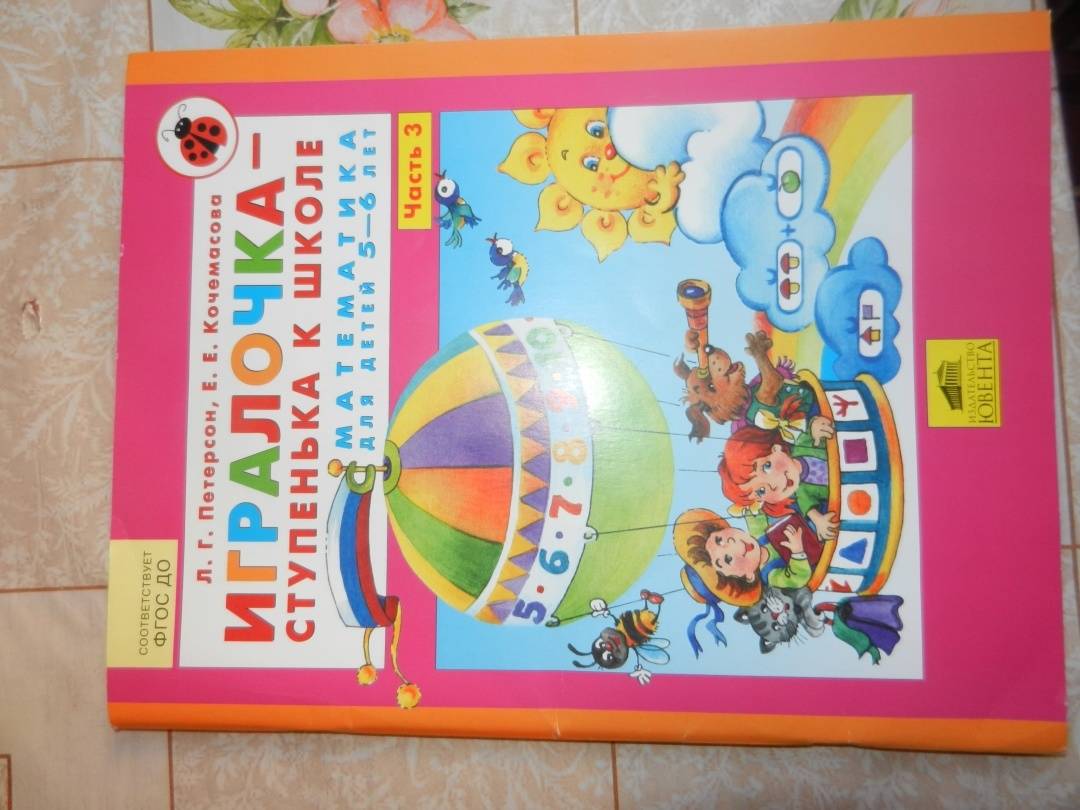 СООТВЕТСТВУЕТ
ФГОС ДО
Л. Г. Петерсон, Е. Е. Кочемасова
ИГРАЛОЧКА –
СТУПЕНЬКА К ШКОЛЕ
МАТЕМАТИКА
ДЛЯ ДЕТЕЙ 5–6 ЛЕТ
Часть 3
5·6·7·8·9·10
+
ИЗДАТЕЛЬСТВО
ЮВЕНТА